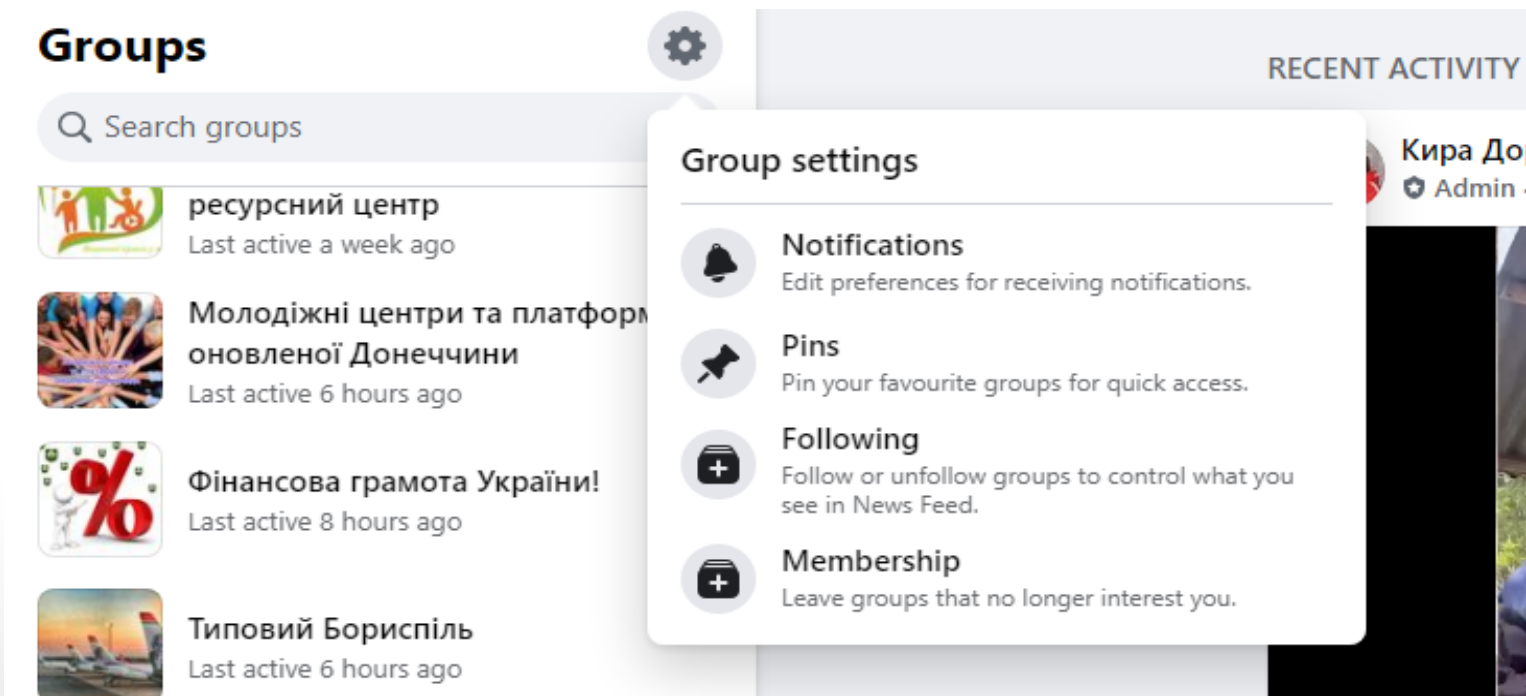 Groups
Search groups
ресурсний центр
Last active a week ago
Молодіжні центри та
оновленої Донеччини
Last active 6 hours ago
Фінансова грамота України!
Last active 8 hours ago
Типовий Бориспіль
Last active 6 hours ago
Group settings
Notifications
Edit preferences for receiving notifications.
Pins
Pin your favourite groups for quick access.
Following
Follow or unfollow groups to control what you
see in News Feed.
Membership
Leave groups that no longer interest you.
RECENT ACTIVITY
Кира
Admin